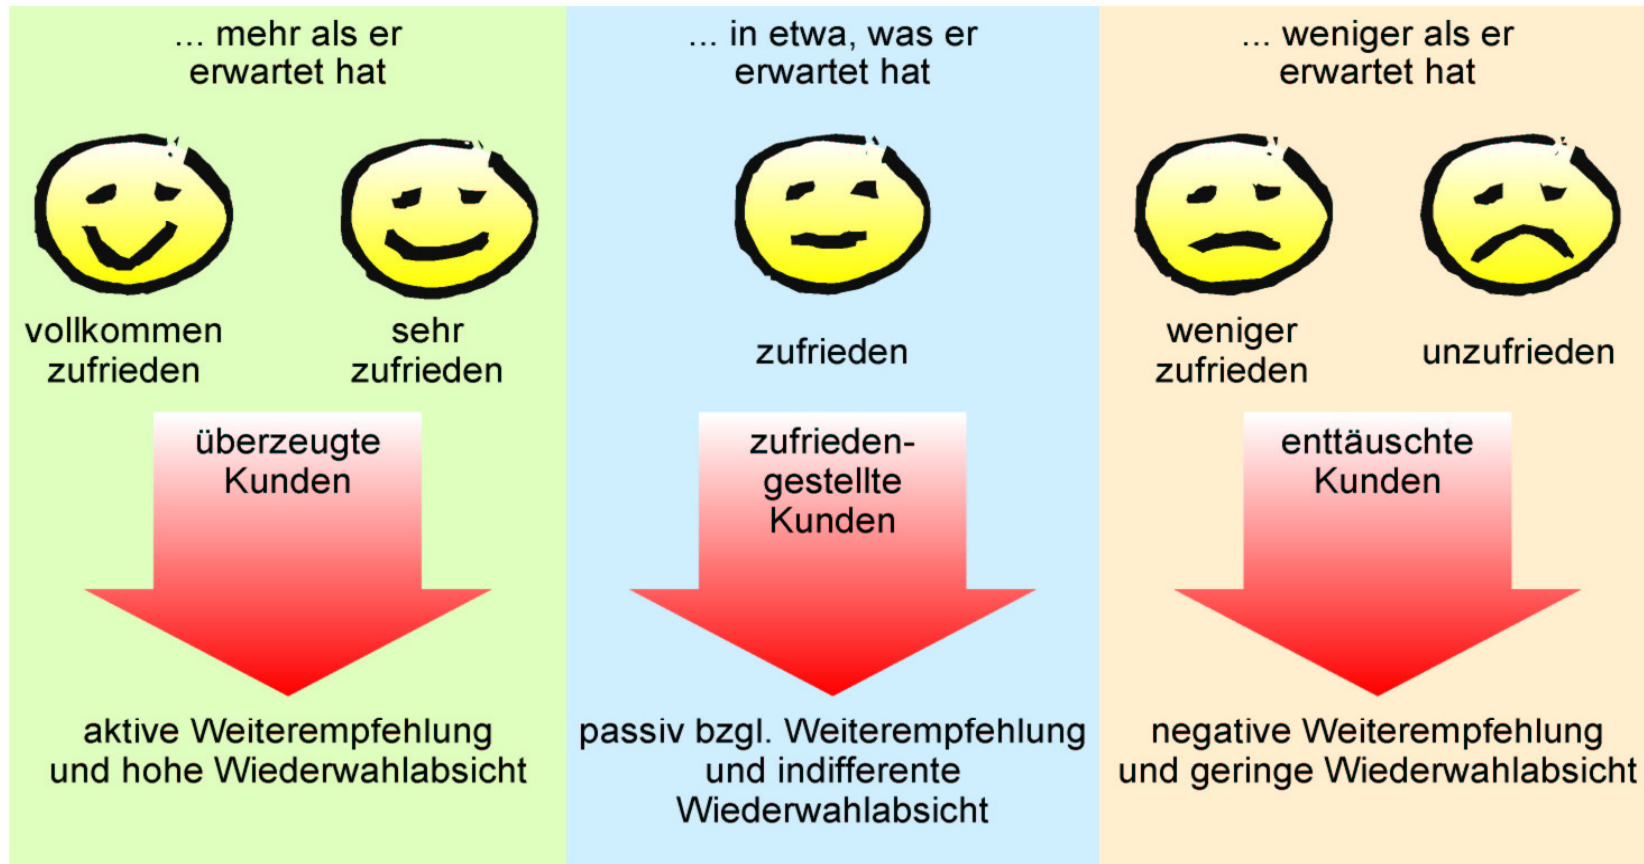 ... mehr als er
erwartet hat
vollkommen
zufrieden
sehr
zufrieden
überzeugte
Kunden
aktive Weiterempfehlung
und hohe Wiederwahlabsicht
... in etwa, was er
erwartet hat
zufrieden
zufrieden-
gestellte
Kunden
passiv bzgl. Weiterempfehlung
und indifferente
Wiederwahlabsicht
... weniger als er
erwartet hat
weniger
zufrieden
unzufrieden
enttäuschte
Kunden
negative Weiterempfehlung
und geringe Wiederwahlabsicht